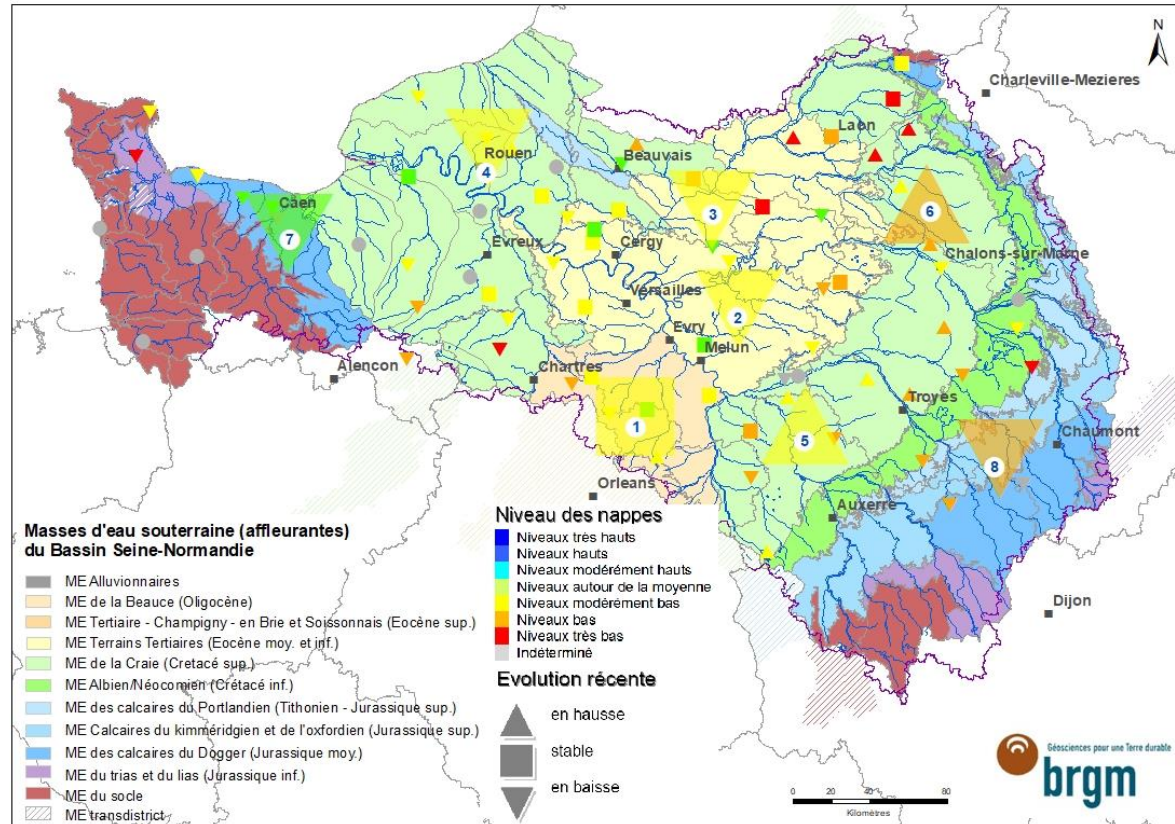 Charleville-Mezieres
Laon
Rouen
Beauvais
4
3
6
Caen
7
Evreux
Cergy
Chalons-sur-Marne
Versailles
2
Evry
Melun
Alençon
Chartres
Troyes
1
5
Chaumont
8
Orleans
Auxerre
Dijon
Masses d'eau souterraine (affleurantes)
du Bassin Seine-Normandie
ME Alluvionnaires
ME de la Beauce (Oligocène)
ME Tertiaire - Champigny - en Brie et Soissonnais (Eocène sup.)
ME Terrains Tertiaires (Eocène moy. et inf.)
ME de la Craie (Cretacé sup.)
ME Albien/Néocomien (Crétacé inf.)
ME des calcaires du Portlandien (Tithonien - Jurassique sup.)
ME Calcaires du kimméridgien et de l'oxfordien (Jurassique sup.)
ME des calcaires du Dogger (Jurassique moy.)
ME du trias et du lias (Jurassique inf.)
ME du socle
ME transdistrict
Niveau des nappes
Niveaux très hauts
Niveaux hauts
Niveaux modérément hauts
Niveaux autour de la moyenne
Niveaux modérément bas
Niveaux bas
Niveaux très bas
Indéterminé
Evolution récente
en hausse
stable
en baisse
N
0 20 40 80
Kilomètres
Géosciences pour une Terre durable
brgm